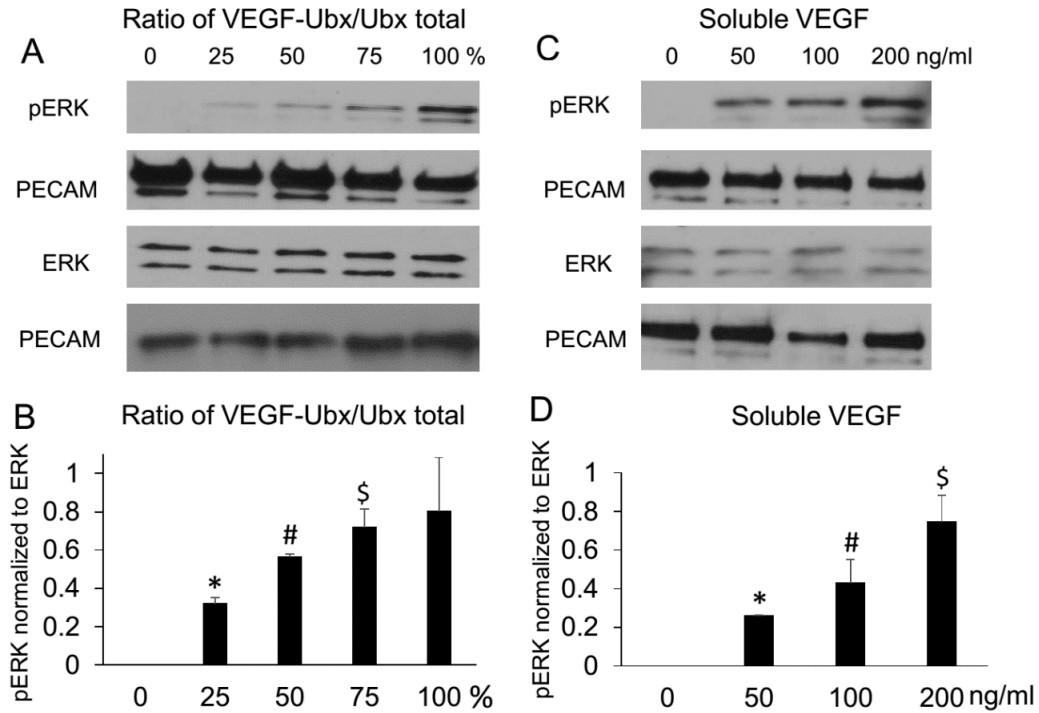 A
Ratio of VEGF-Ubx/Ubx total
0 25 50 75 100 %
pERK
PECAM
ERK
PECAM
C
Soluble VEGF
0 50 100 200 ng/ml
pERK
PECAM
ERK
PECAM
B
Ratio of VEGF-Ubx/Ubx total
pERK normalized to ERK
1
0.8
0.6
0.4
0.2
0
*
#
$
0 25 50 75 100 %
D
Soluble VEGF
pERK normalized to ERK
1
0.8
0.6
0.4
0.2
0
*
#
$
0 50 100 200 ng/ml